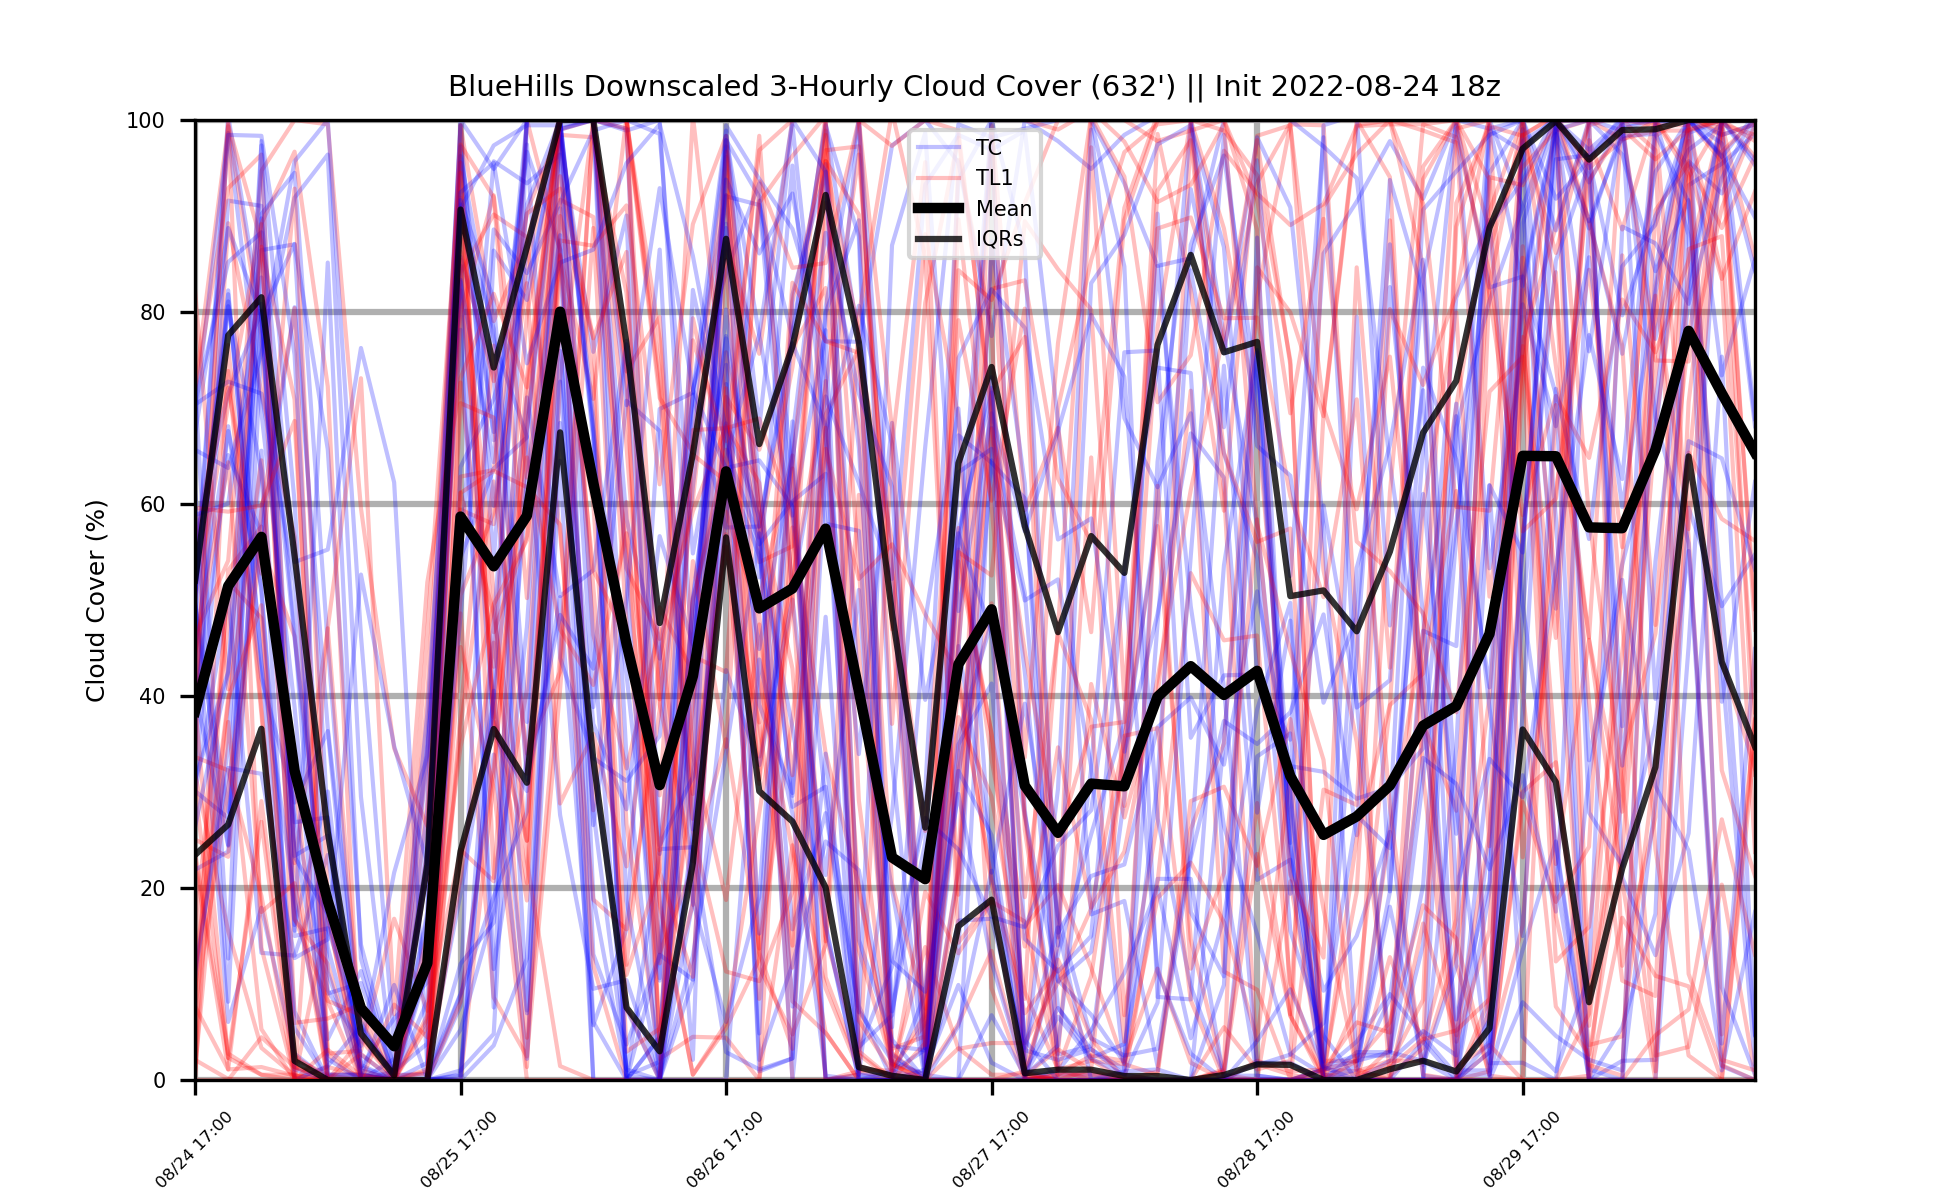 BlueHills Downscaled 3-Hourly Cloud Cover (632') || Init 2022-08-24 18z
100
80
60
40
20
0
Cloud Cover (%)
TC
TL1
Mean
IQRs
08/24 17:00
08/25 17:00
08/26 17:00
08/27 17:00
08/28 17:00
08/29 17:00